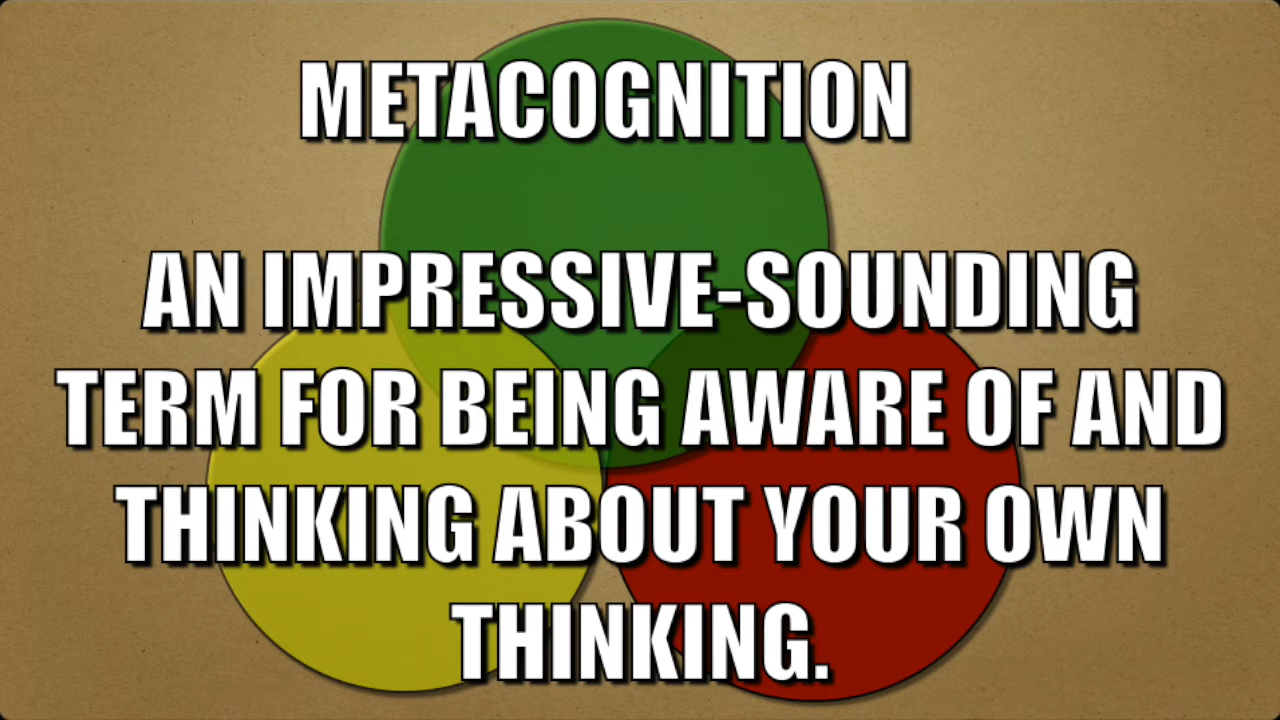 METACOGNITION
AN IMPRESSIVE-SOUNDING
TERM FOR BEING AWARE OF AND
THINKING ABOUT YOUR OWN
THINKING.